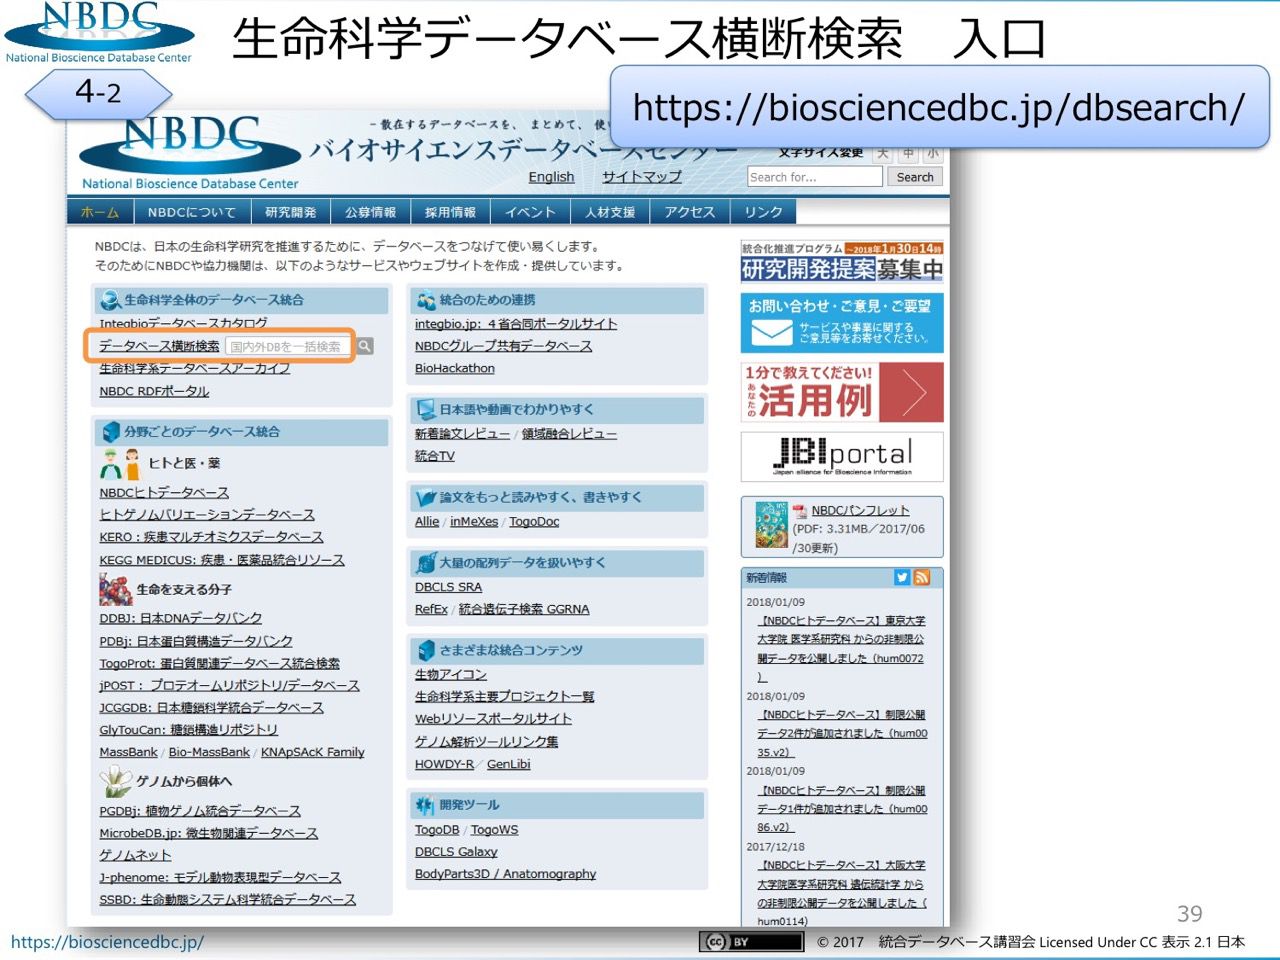 NBDC
National Bioscience Database Center
生命科学データベース横断検索　入口
4-2
https://biosciencedbc.jp/dbsearch/
NBDC
National Bioscience Database Center
－散在するデータベースを、まとめて、使い
バイオサイエンスデータベースセンター
English サイトマップ
文字サイズ変更 大 中 小
Search for... Search
ホーム NBDCについて 研究開発 公募情報 採用情報 イベント 人材支援 アクセス リンク
NBDCは、日本の生命科学研究を推進するために、データベースをつなげて使い易くします。
そのためにNBDCや協力機関は、以下のようなサービスやウェブサイトを作成・提供しています。
生命科学全体のデータベース統合
Integbioデータベースカタログ
データベース横断検索 国内外DBを一括検索
生命科学系データベースアーカイブ
NBDC RDFポータル
分野ごとのデータベース統合
ヒトと医・薬
NBDCヒトデータベース
ヒトゲノムバリエーションデータベース
KERO：疾患マルチオミクスデータベース
KEGG MEDICUS: 疾患・医薬品統合リソース
生命を支える分子
DDBJ: 日本DNAデータバンク
PDBj: 日本蛋白質構造データバンク
TogoProt: 蛋白質関連データベース統合検索
jPOST： プロテオームリポジトリ/データベース
JCGGDB: 日本糖鎖科学統合データベース
GlyTouCan: 糖鎖構造リポジトリ
MassBank / Bio-MassBank / KNApSAcK Family
ゲノムから個体へ
PGDBj: 植物ゲノム統合データベース
MicrobeDB.jp: 微生物関連データベース
ゲノムネット
J-phenome: モデル動物表現型データベース
SSBD: 生命動態システム科学統合データベース
統合のための連携
integbio.jp: ４省合同ポータルサイト
NBDCグループ共有データベース
BioHackathon
日本語や動画でわかりやすく
新着論文レビュー / 領域融合レビュー
統合TV
論文をもっと読みやすく、書きやすく
Allie / inMeXes / TogoDoc
大量の配列データを扱いやすく
DBCLS SRA
RefEx / 統合遺伝子検索 GGRNA
さまざまな統合コンテンツ
生物アイコン
生命科学系主要プロジェクト一覧
Webリソースポータルサイト
ゲノム解析ツールリンク集
HOWDY-R／ GenLibi
開発ツール
TogoDB / TogoWS
DBCLS Galaxy
BodyParts3D / Anatomography
統合化推進プログラム ～2018年1月30日14時
研究開発提案募集中
お問い合わせ・ご意見・ご要望
サービスや事業に関する
ご意見等をお寄せください。
1分で教えてください!
あなたの
活用例
JBI portal
Japan alliance for Bioscience Information
NBDCパンフレット
(PDF: 3.31MB／2017/06
/30更新)
新着情報
2018/01/09
【NBDCヒトデータベース】東京大学
大学院 医学系研究科 からの非制限公
開データを公開しました（hum0072
）
2018/01/09
【NBDCヒトデータベース】制限公開
データ2件が追加されました（hum00
35.v2）
2018/01/09
【NBDCヒトデータベース】制限公開
データ1件が追加されました（hum00
86.v2）
2017/12/18
【NBDCヒトデータベース】大阪大学
大学院医学系研究科 遺伝統計学 から
の非制限公開データを公開しました（
hum0114）
39
https://biosciencedbc.jp/
cc BY
© 2017　統合データベース講習会 Licensed Under CC 表示 2.1 日本